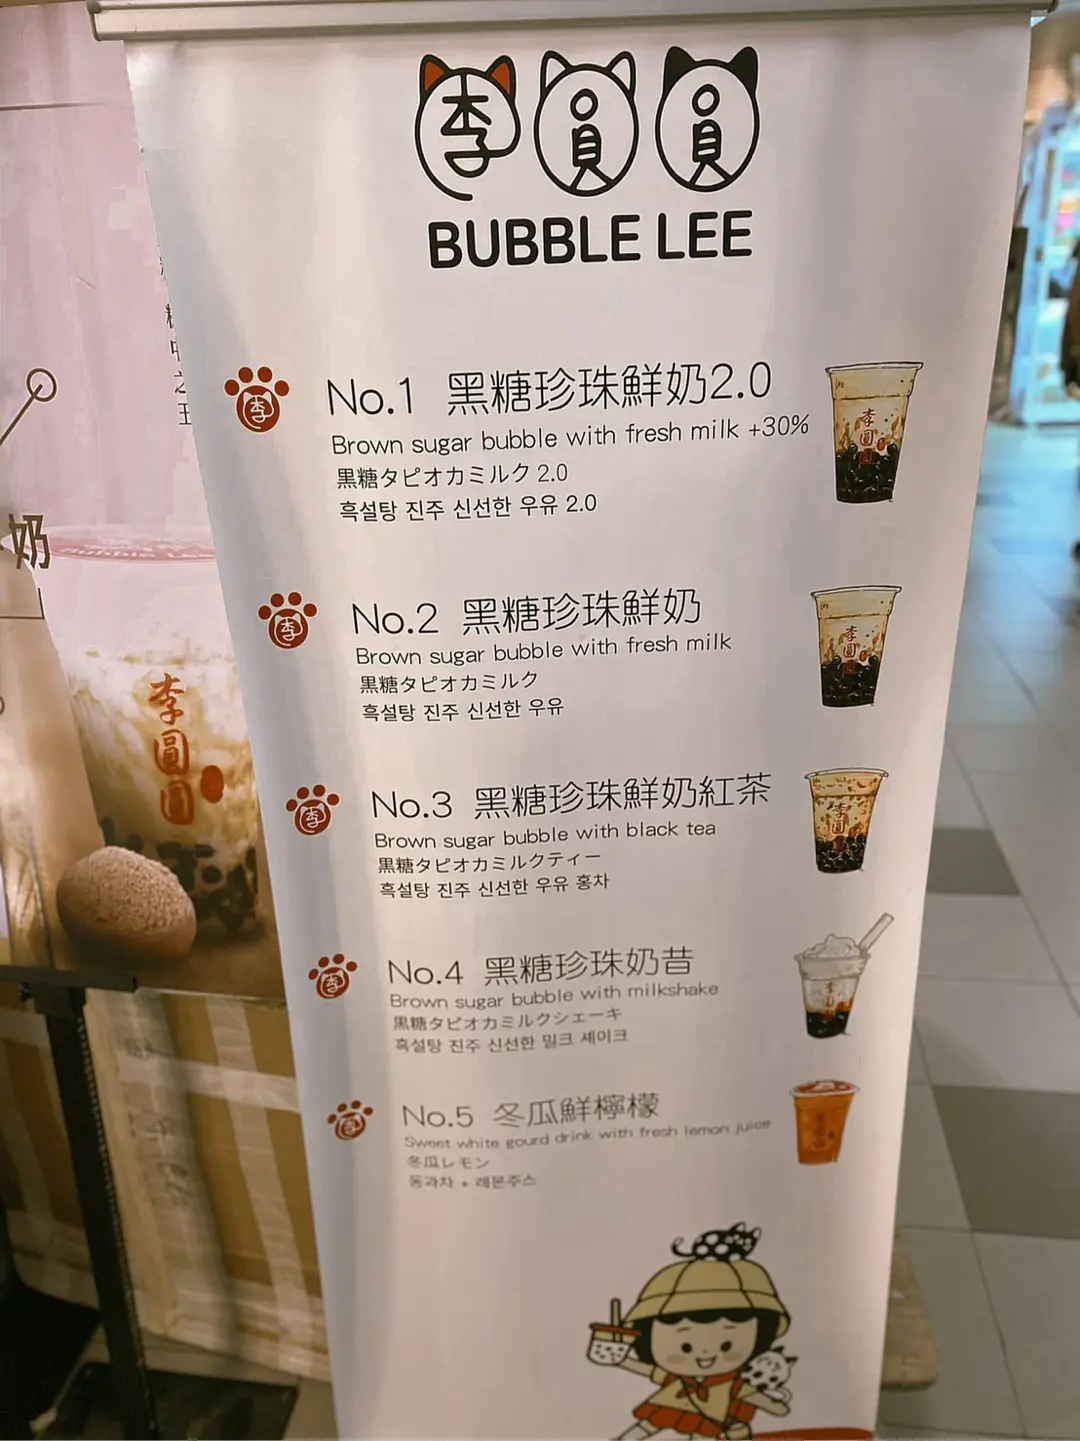 李員員
BUBBLE LEE
No.1 黑糖珍珠鮮奶2.0
Brown sugar bubble with fresh milk +30%
黒糖タピオカミルク 2.0
흑설탕 진주 신선한 우유 2.0
No.2 黑糖珍珠鮮奶
Brown sugar bubble with fresh milk
黒糖タピオカミルク
흑설탕 진주 신선한 우유
No.3 黑糖珍珠鮮奶紅茶
Brown sugar bubble with black tea
黒糖タピオカミルクティー
흑설탕 진주 신선한 우유 홍차
No.4 黑糖珍珠奶昔
Brown sugar bubble with milkshake
黒糖タピオカミルクシェーキ
흑설탕 진주 신선한 밀크 셰이크
No.5 冬瓜鮮檸檬
Sweet white gourd drink with fresh lemon juice
冬瓜レモン
동과차 + 레몬주스
奶
Bubble Lee
李圓圓